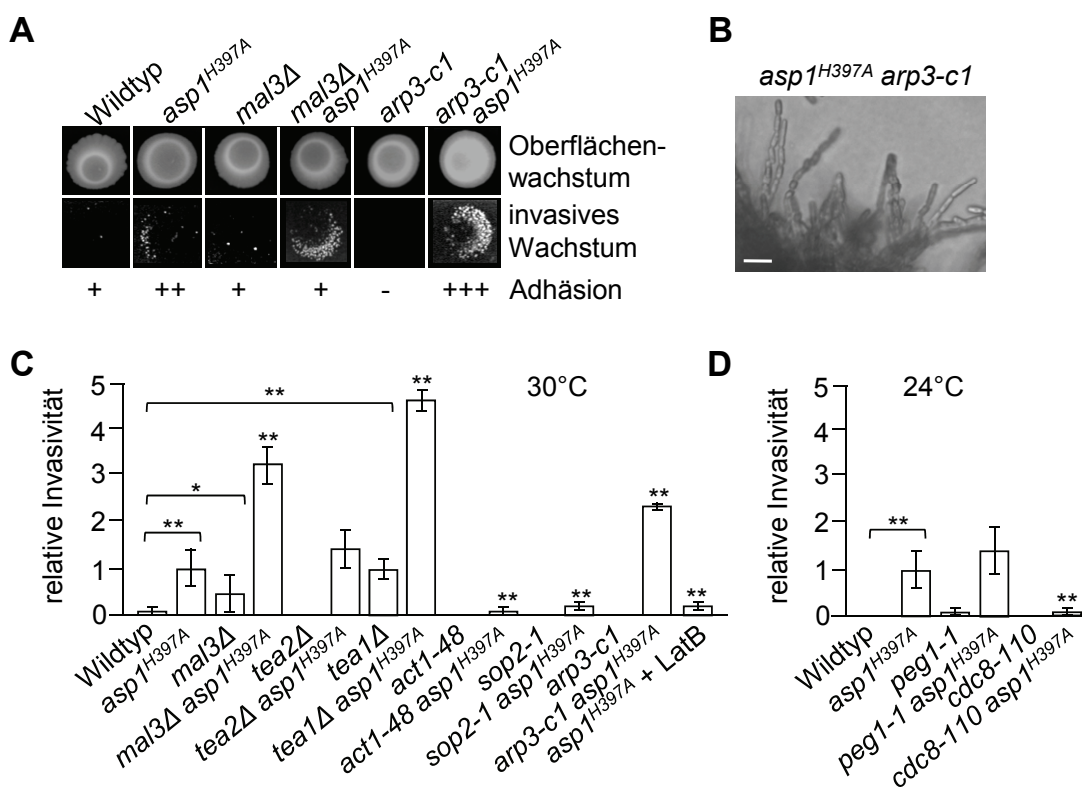 A
Wildtyp
asp1H397A
mal3Δ
mal3Δ
asp1H397A
arp3-c1
arp3-c1
asp1H397A
Oberflächen-
wachstum
invasives
Wachstum
+ ++ + + - +++ Adhäsion
B
asp1H397A arp3-c1
C
30°C
relative Invasivität
5
4
3
2
1
0
**
*
**
**
**
**
**
**
**
Wildtyp
asp1H397A
mal3Δ
mal3Δ asp1H397A
tea2Δ
tea2Δ asp1H397A
tea1Δ
tea1Δ asp1H397A
act1-48
act1-48 asp1H397A
sop2-1
sop2-1 asp1H397A
arp3-c1
arp3-c1 asp1H397A
asp1H397A + LatB
D
24°C
relative Invasivität
5
4
3
2
1
0
**
**
Wildtyp
asp1H397A
peg1-1
peg1-1 asp1H397A
cdc8-110
cdc8-110 asp1H397A